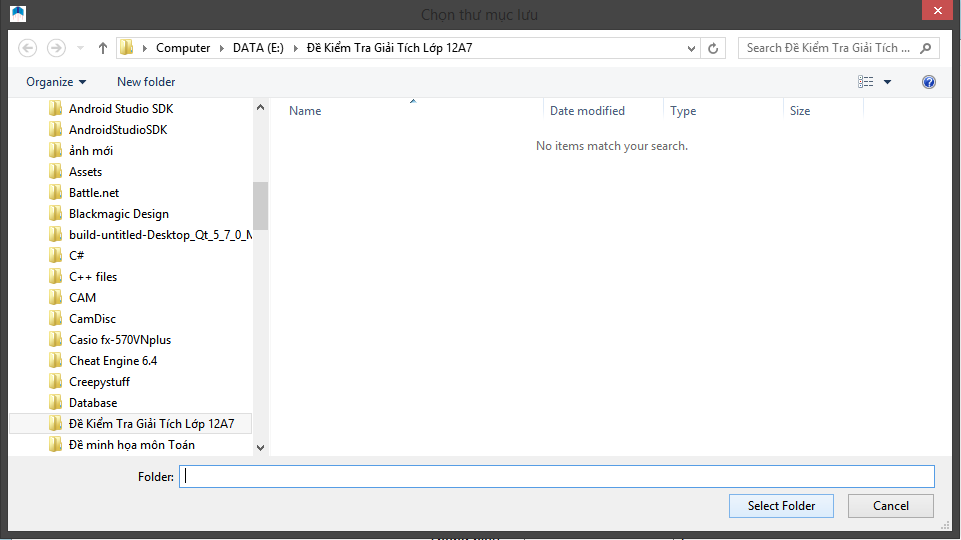 Chọn thư mục lưu
Computer DATA (E:) Đề Kiểm Tra Giải Tích Lớp 12A7
Search Đề Kiểm Tra Giải Tích ...
Organize New folder
Name Date modified Type Size
No items match your search.
Android Studio SDK
AndroidStudioSDK
ảnh mới
Assets
Battle.net
Blackmagic Design
build-untitled-Desktop_Qt_5_7_0_M
C#
C++ files
CAM
CamDisc
Casio fx-570VNplus
Cheat Engine 6.4
Creepystuff
Database
Đề Kiểm Tra Giải Tích Lớp 12A7
Đề minh họa môn Toán
Folder:
Select Folder Cancel